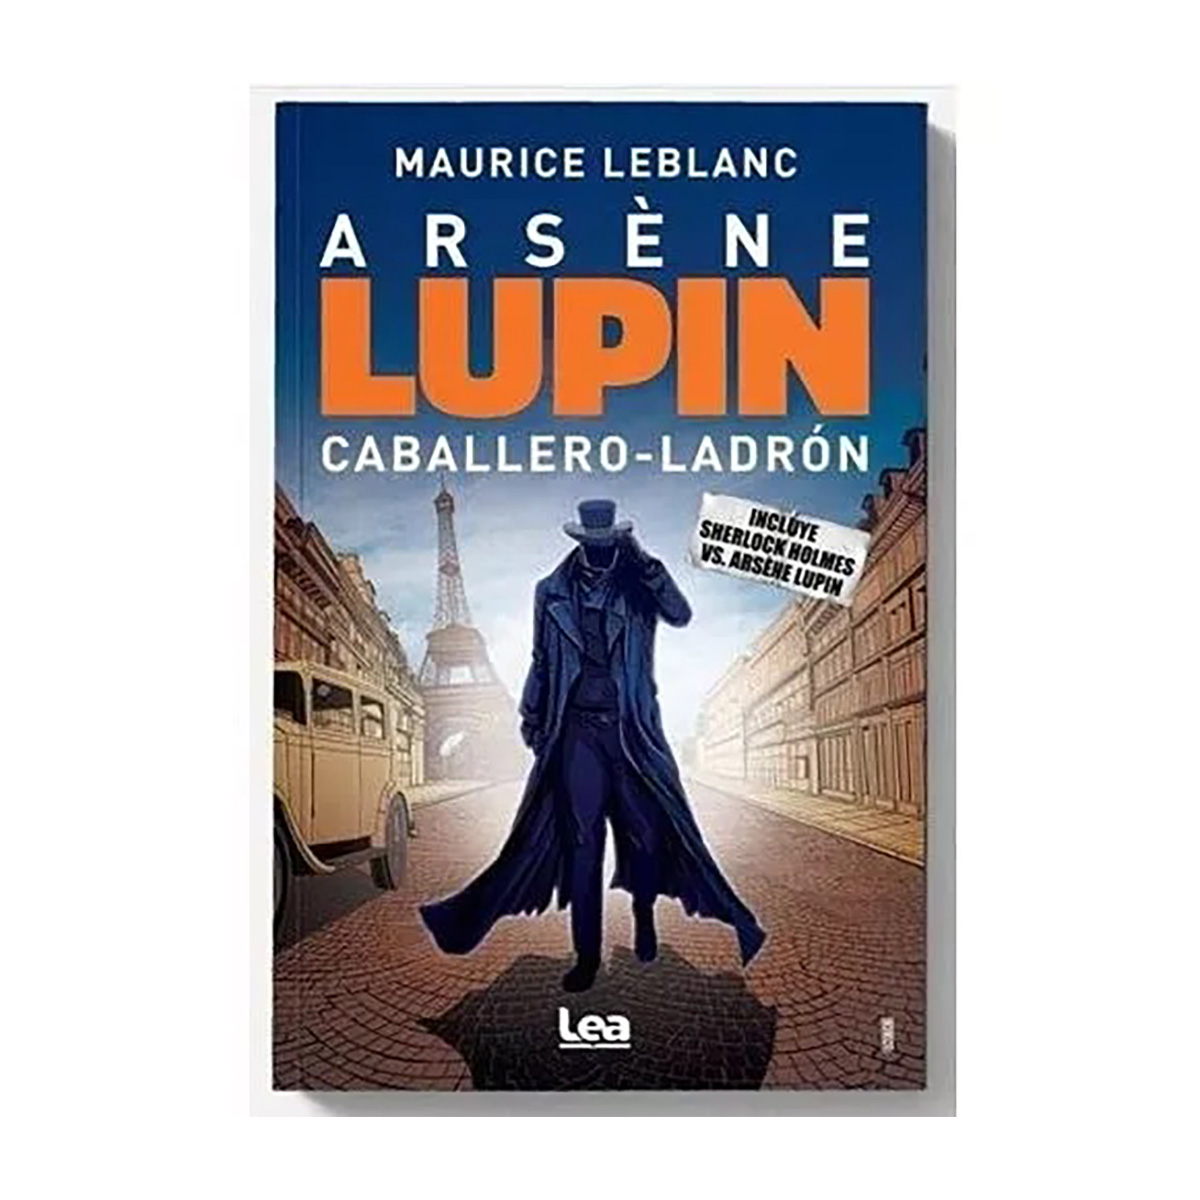 MAURICE LEBLANC
ARSÈNE
LUPIN
CABALLERO-LADRÓN
INCLUYE
SHERLOCK HOLMES
VS. ARSÈNE LUPIN
Lea